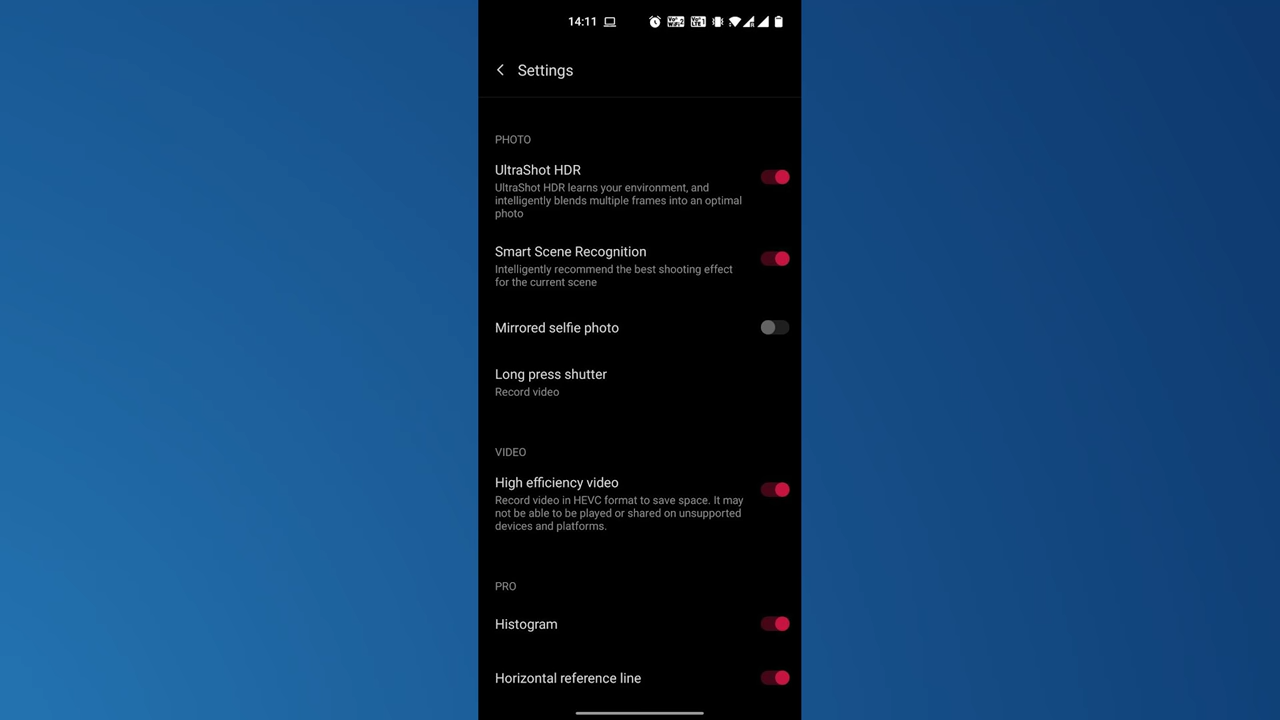 14:11
Settings
PHOTO
UltraShot HDR
UltraShot HDR learns your environment, and
intelligently blends multiple frames into an optimal
photo
Smart Scene Recognition
Intelligently recommend the best shooting effect
for the current scene
Mirrored selfie photo
Long press shutter
Record video
VIDEO
High efficiency video
Record video in HEVC format to save space. It may
not be able to be played or shared on unsupported
devices and platforms.
PRO
Histogram
Horizontal reference line